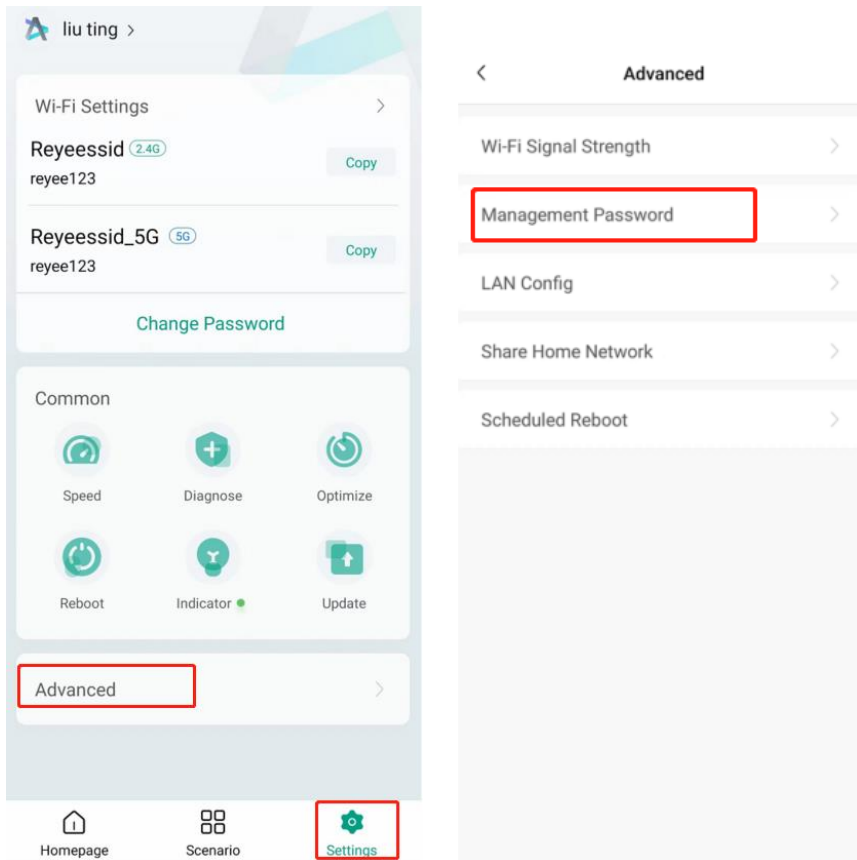 liu ting >
Wi-Fi Settings
Reyeessid 2.4G
Copy
reyee123
Reyeessid_5G 5G
Copy
reyee123
Change Password
Common
Speed Diagnose Optimize
Reboot Indicator Update
Advanced
Homepage Scenario Settings
Advanced
Wi-Fi Signal Strength
Management Password
LAN Config
Share Home Network
Scheduled Reboot